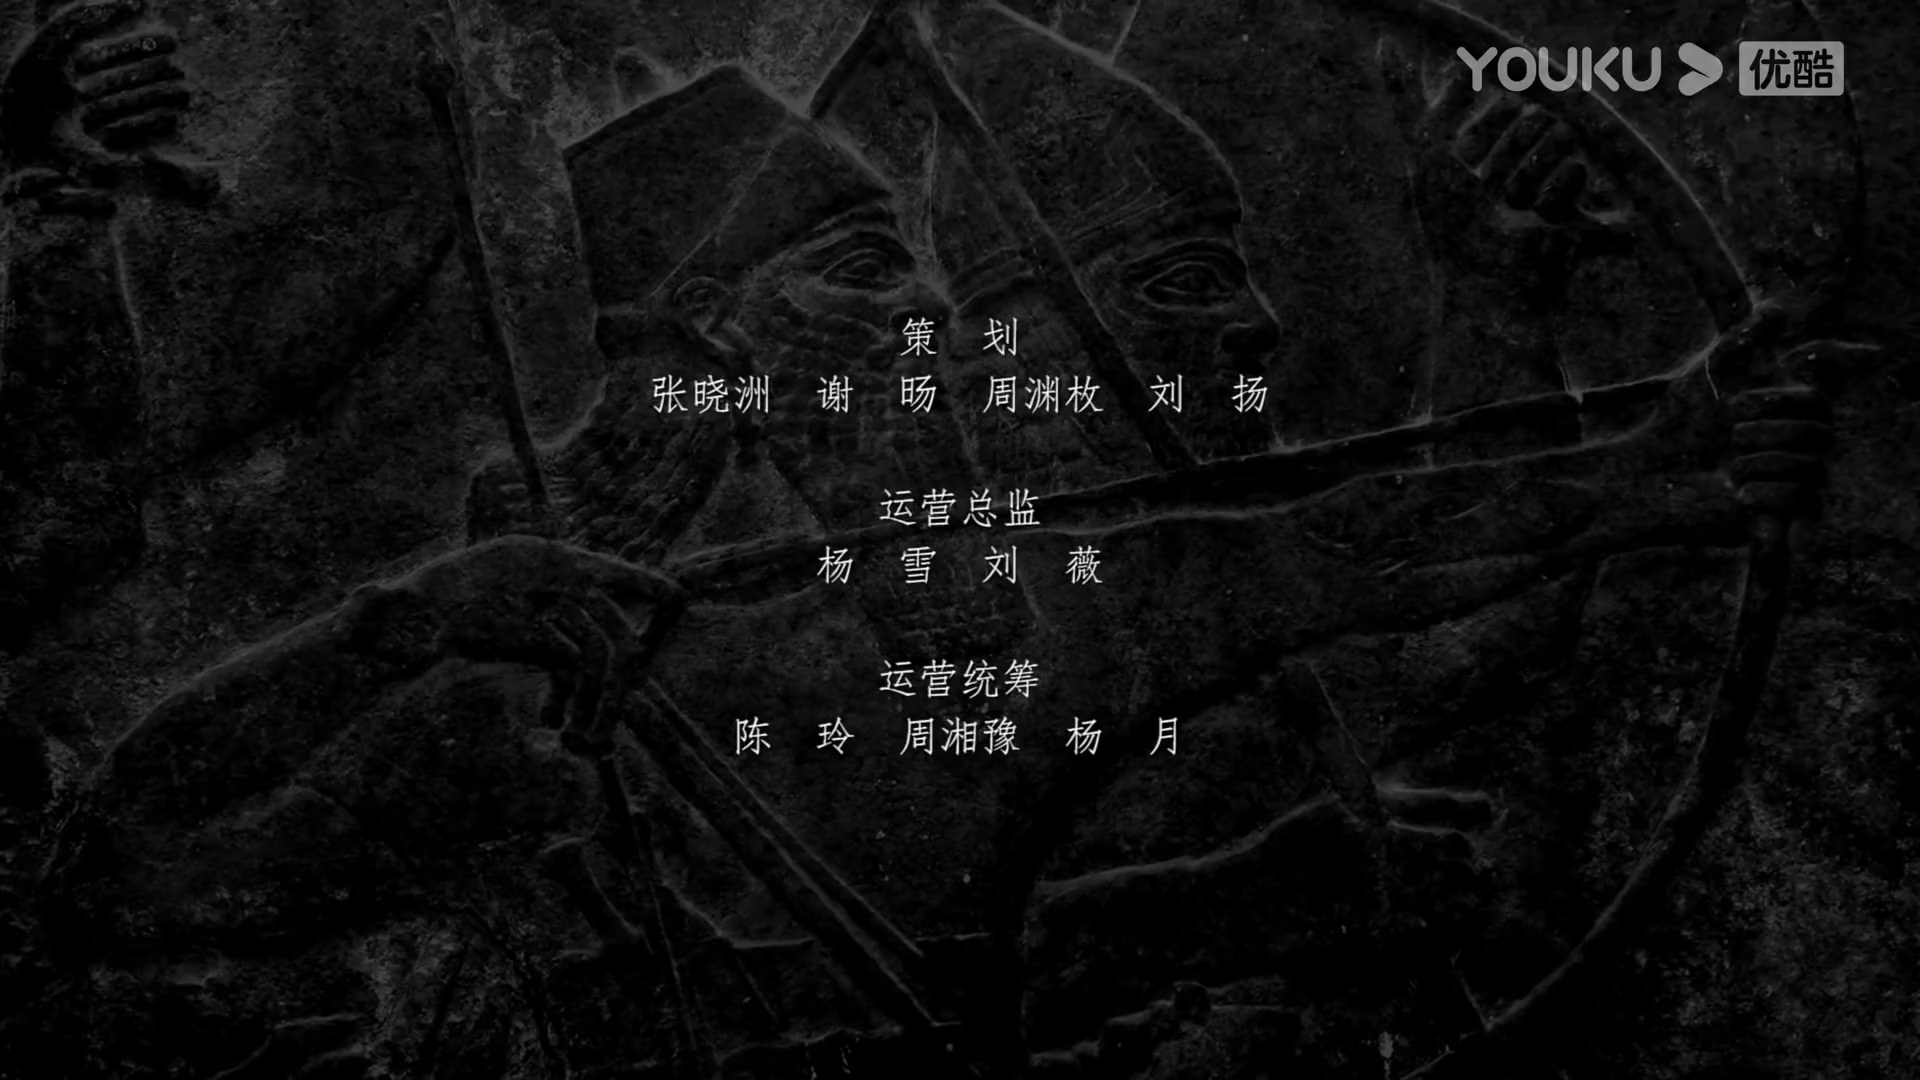 YOUKU 优酷
策 划
张晓洲 谢 旸 周渊枚 刘 扬
运营总监
杨 雪 刘 薇
运营统筹
陈 玲 周湘豫 杨 月